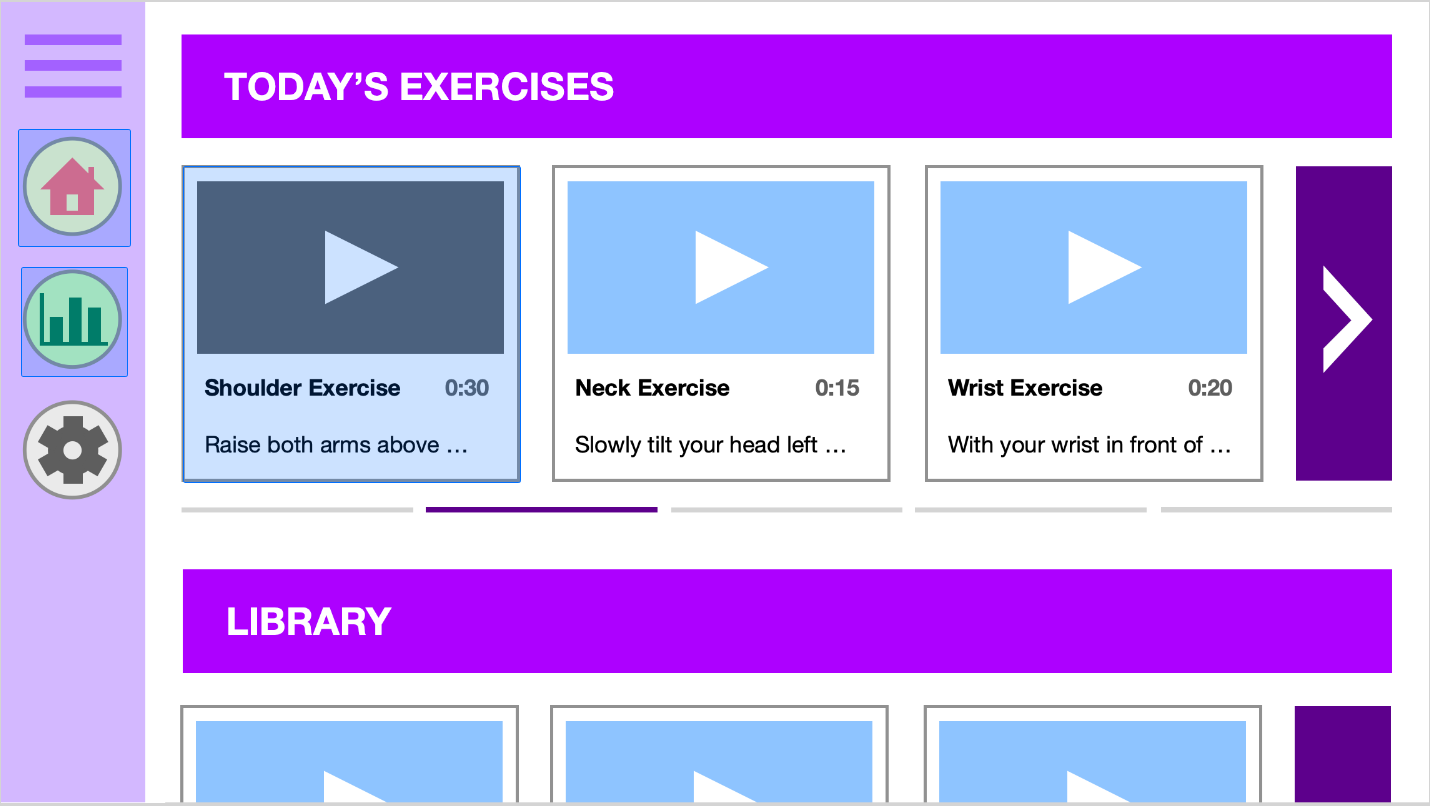 TODAY’S EXERCISES
Shoulder Exercise 0:30
Raise both arms above …
Neck Exercise 0:15
Slowly tilt your head left …
Wrist Exercise 0:20
With your wrist in front of …
LIBRARY